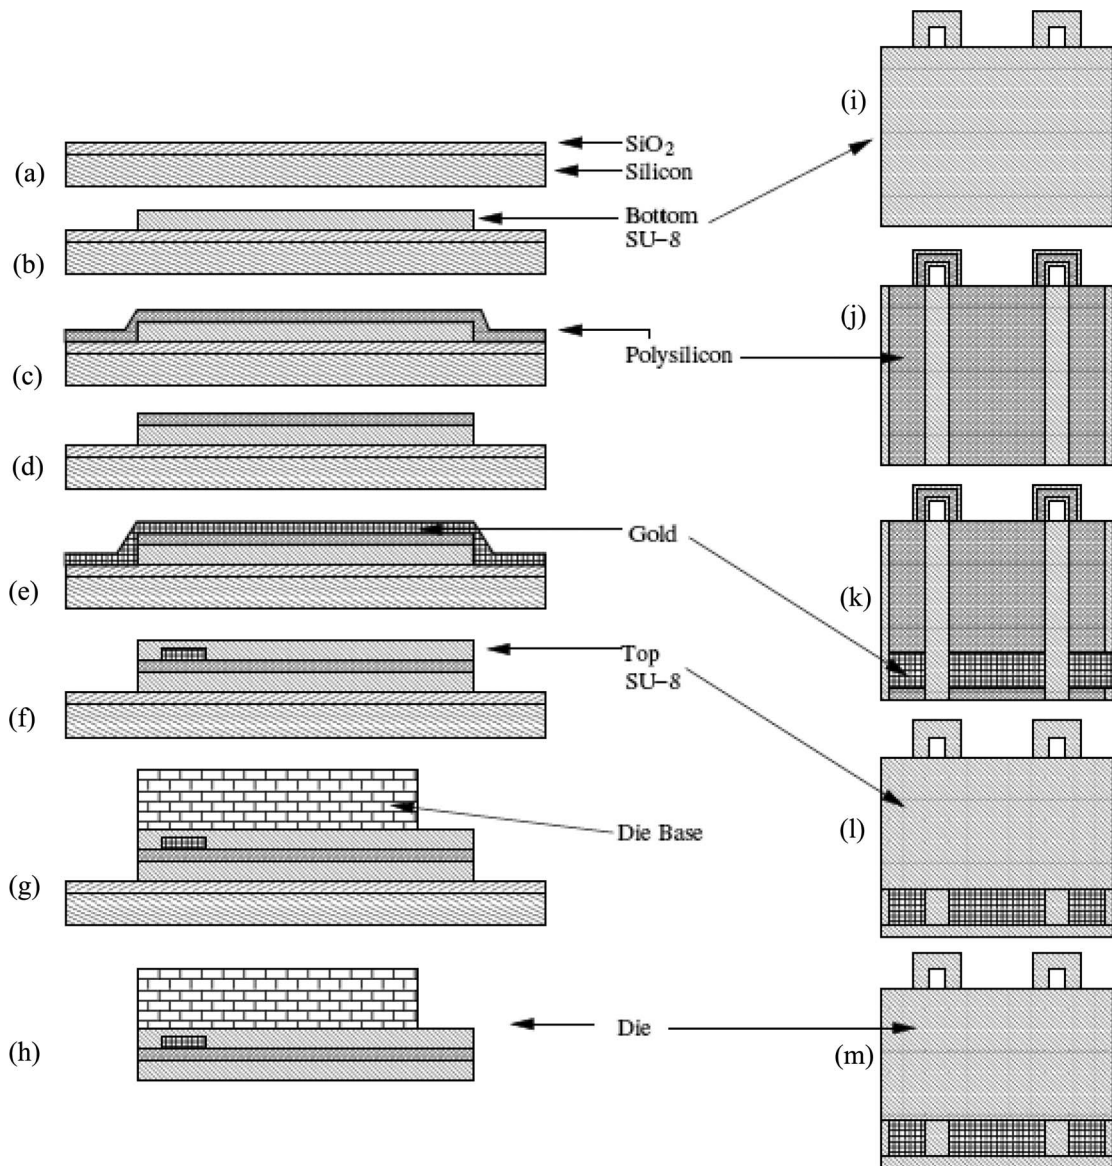 (i)
SiO2
(a)
Silicon
Bottom
SU–8
(b)
(j)
Polysilicon
(c)
(d)
Gold
(k)
(e)
Top
SU–8
(f)
Die Base
(l)
(g)
Die
(h)
(m)